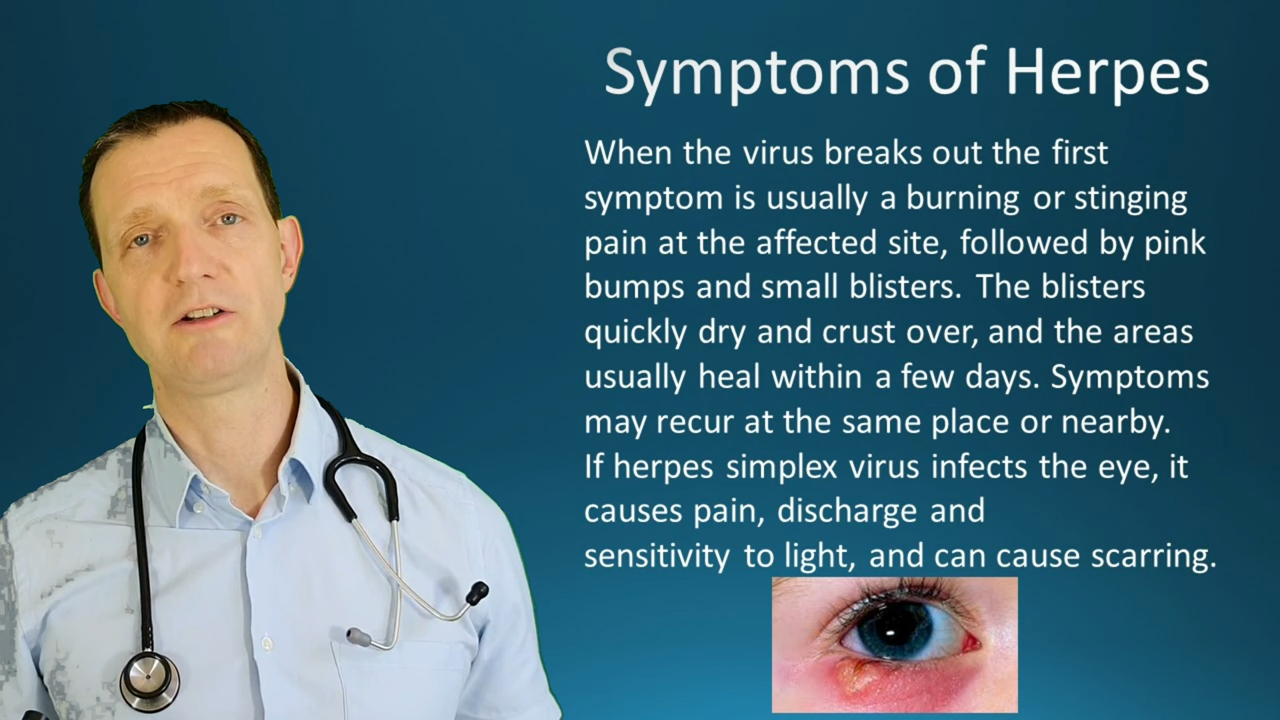 Symptoms of Herpes
When the virus breaks out the first
symptom is usually a burning or stinging
pain at the affected site, followed by pink
bumps and small blisters. The blisters
quickly dry and crust over, and the areas
usually heal within a few days. Symptoms
may recur at the same place or nearby.
If herpes simplex virus infects the eye, it
causes pain, discharge and
sensitivity to light, and can cause scarring.